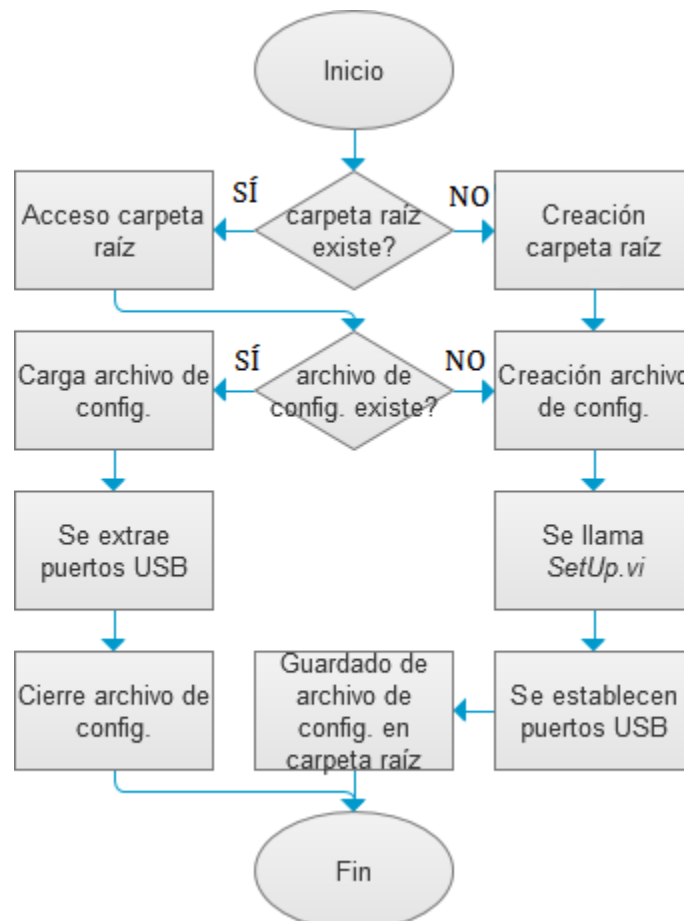 Inicio
SÍ
NO
Acceso carpeta
raíz
carpeta raíz
existe?
Creación
carpeta raíz
SÍ
NO
Carga archivo de
config.
archivo de
config. existe?
Creación archivo
de config.
Se extrae
puertos USB
Se llama
SetUp.vi
Cierre archivo de
config.
Guardado de
archivo de
config. en
carpeta raíz
Se establecen
puertos USB
Fin